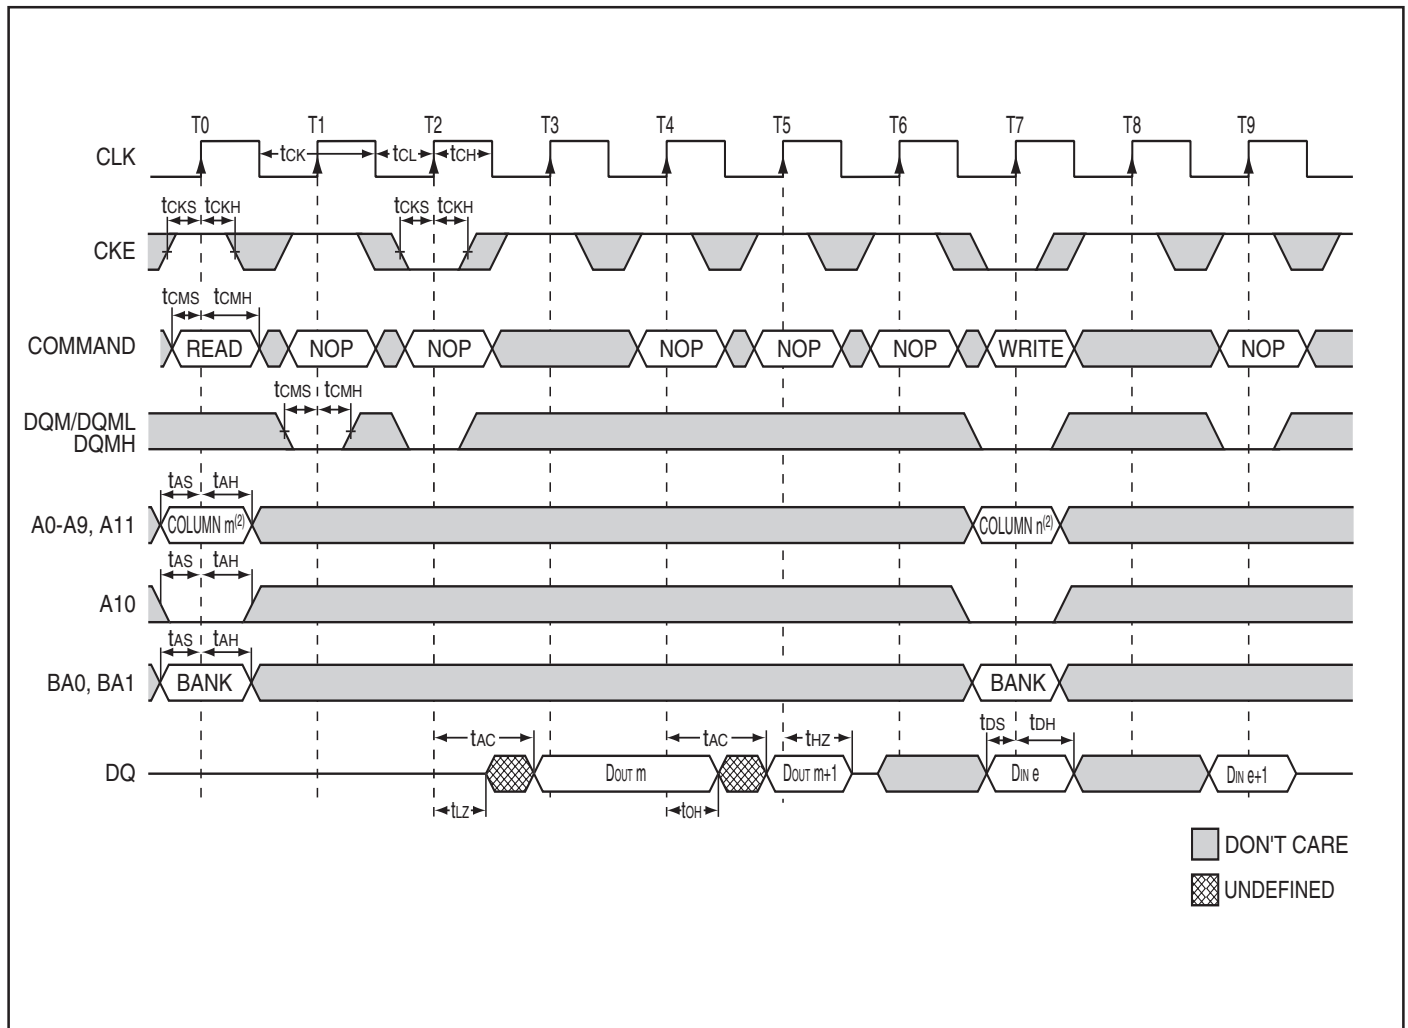 T0 T1 T2 T3 T4 T5 T6 T7 T8 T9
CLK tCK tCL tCH
tCKS tCKH tCKS tCKH
CKE
tCMS tCMH
COMMAND READ NOP NOP NOP NOP NOP WRITE NOP
tCMS tCMH
DQM/DQML
DQMH
tAS tAH
A0-A9, A11 COLUMN m(2) COLUMN n(2)
tAS tAH
A10
tAS tAH
BA0, BA1 BANK BANK
tAC tAC tHZ tDS tDH
DQ DOUT m DOUT m+1 DIN e DIN e+1
tLZ tOH
DON'T CARE
UNDEFINED